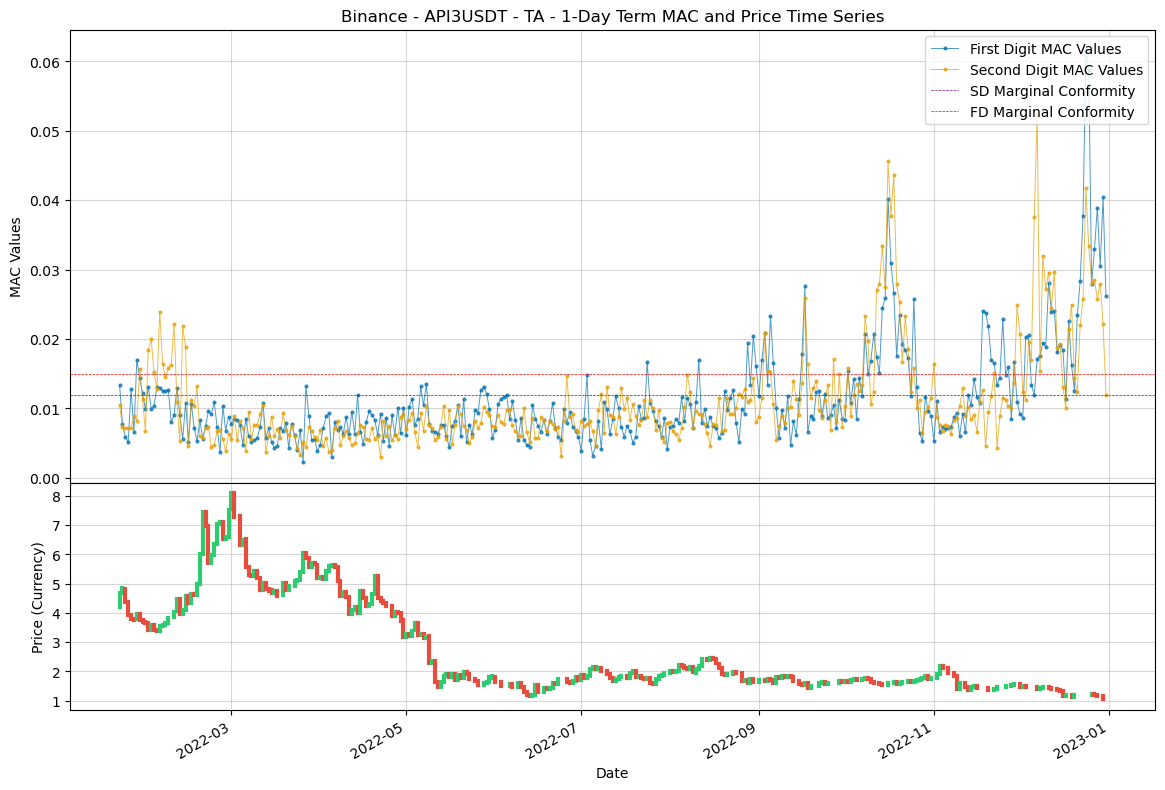 Binance - API3USDT - TA - 1-Day Term MAC and Price Time Series
First Digit MAC Values
Second Digit MAC Values
SD Marginal Conformity
FD Marginal Conformity
MAC Values
0.06
0.05
0.04
0.03
0.02
0.01
0.00
Price (Currency)
8
7
6
5
4
3
2
1
2022-03
2022-05
2022-07
2022-09
2022-11
2023-01
Date